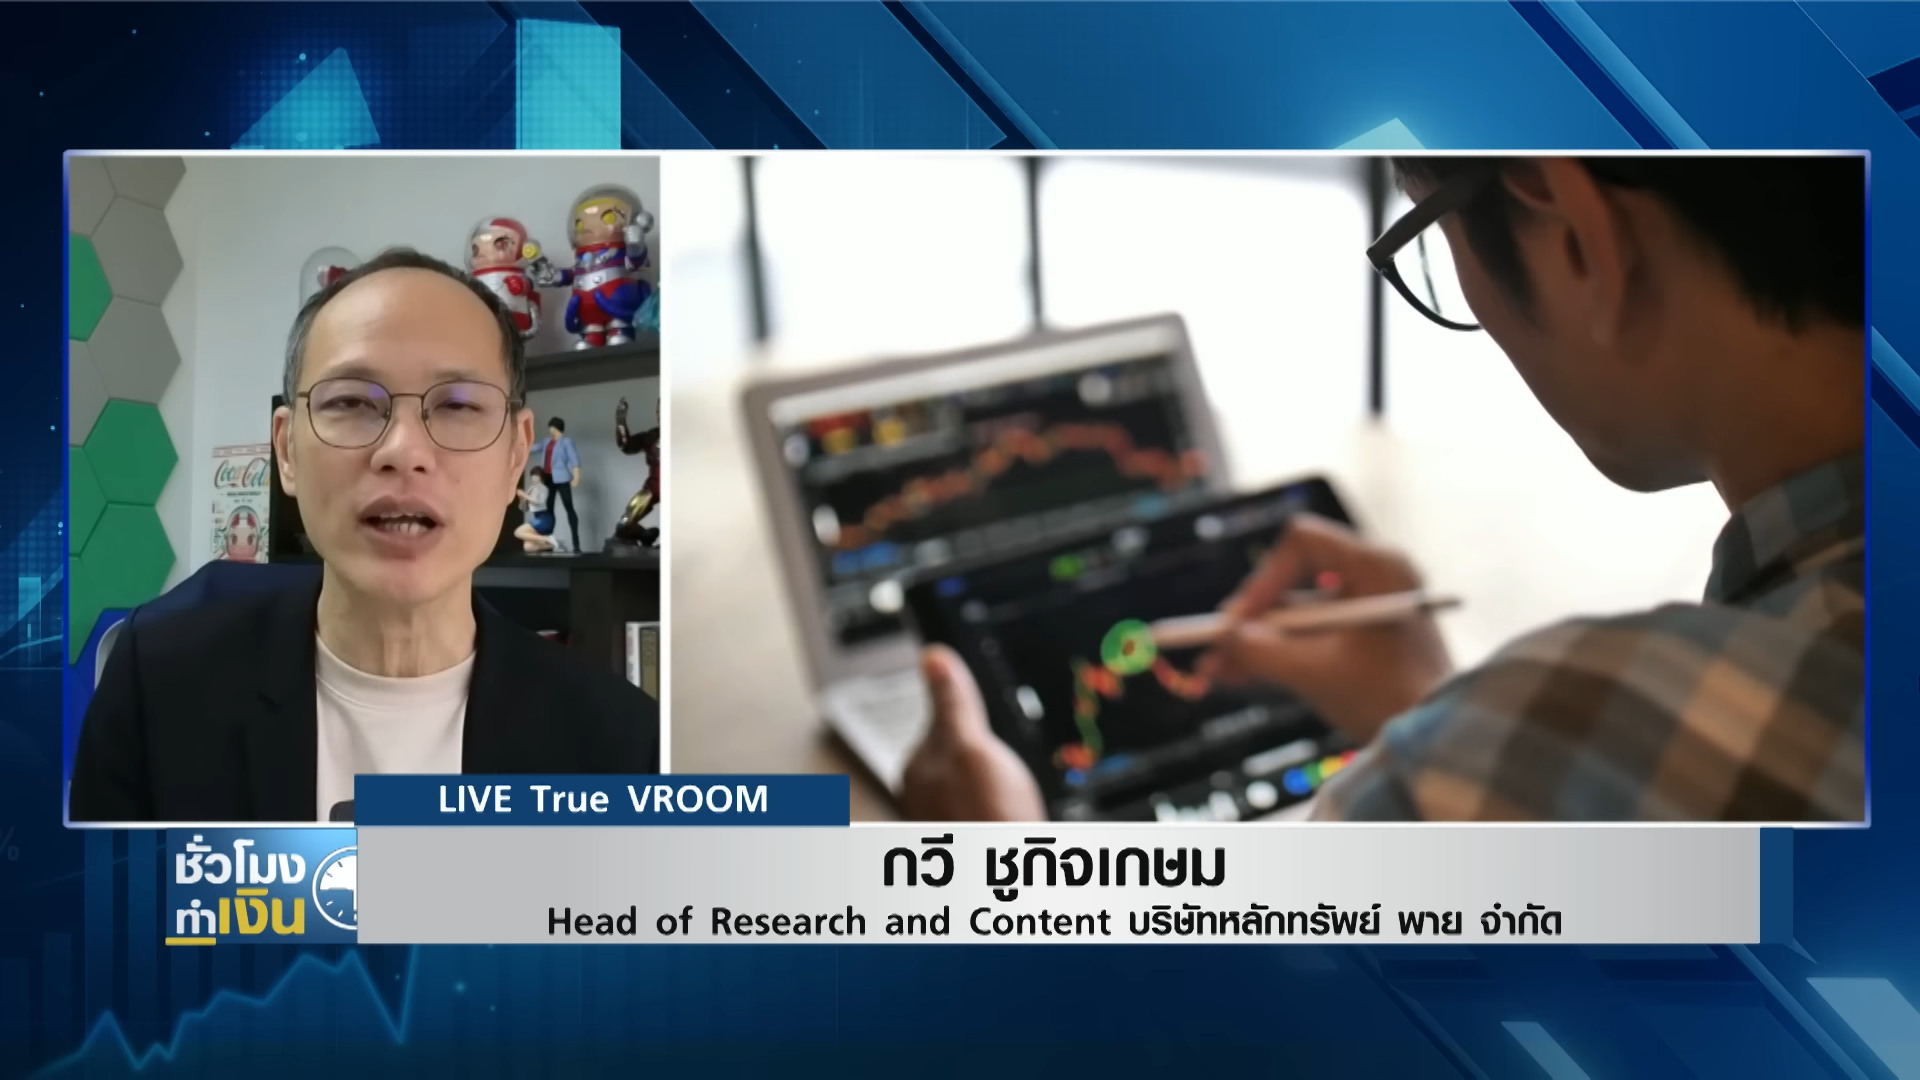 Coca-Cola
LIVE True VROOM
ชั่วโมง
ทำเงิน
กวี ชูกิจเกษม
Head of Research and Content บริษัทหลักทรัพย์ พาย จำกัด